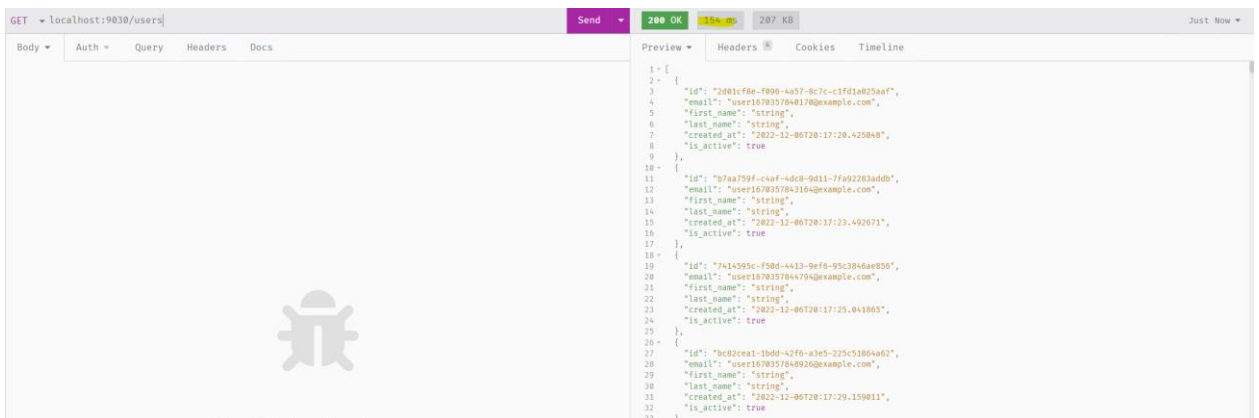 GET localhost:9030/users Send 200 OK 154 ms 207 KB Just Now
Body Auth Query Headers Docs Preview Headers 4 Cookies Timeline
1 [
2 {
3 "id": "2d01cf8e-f096-4a57-8c7c-c1fd1a025aaf",
4 "email": "user1670357840170@example.com",
5 "first_name": "string",
6 "last_name": "string",
7 "created_at": "2022-12-06T20:17:20.425048",
8 "is_active": true
9 },
10 {
11 "id": "b7aa759f-c4af-4dc8-9d11-7fa92283addb",
12 "email": "user1670357843164@example.com",
13 "first_name": "string",
14 "last_name": "string",
15 "created_at": "2022-12-06T20:17:23.492671",
16 "is_active": true
17 },
18 {
19 "id": "7414595c-f50d-4413-9ef6-95c3846ae856",
20 "email": "user1670357844794@example.com",
21 "first_name": "string",
22 "last_name": "string",
23 "created_at": "2022-12-06T20:17:25.041865",
24 "is_active": true
25 },
26 {
27 "id": "bc82cea1-1bdd-42f6-a3e5-225c51864a62",
28 "email": "user1670357848926@example.com",
29 "first_name": "string",
30 "last_name": "string",
31 "created_at": "2022-12-06T20:17:29.159011",
32 "is_active": true